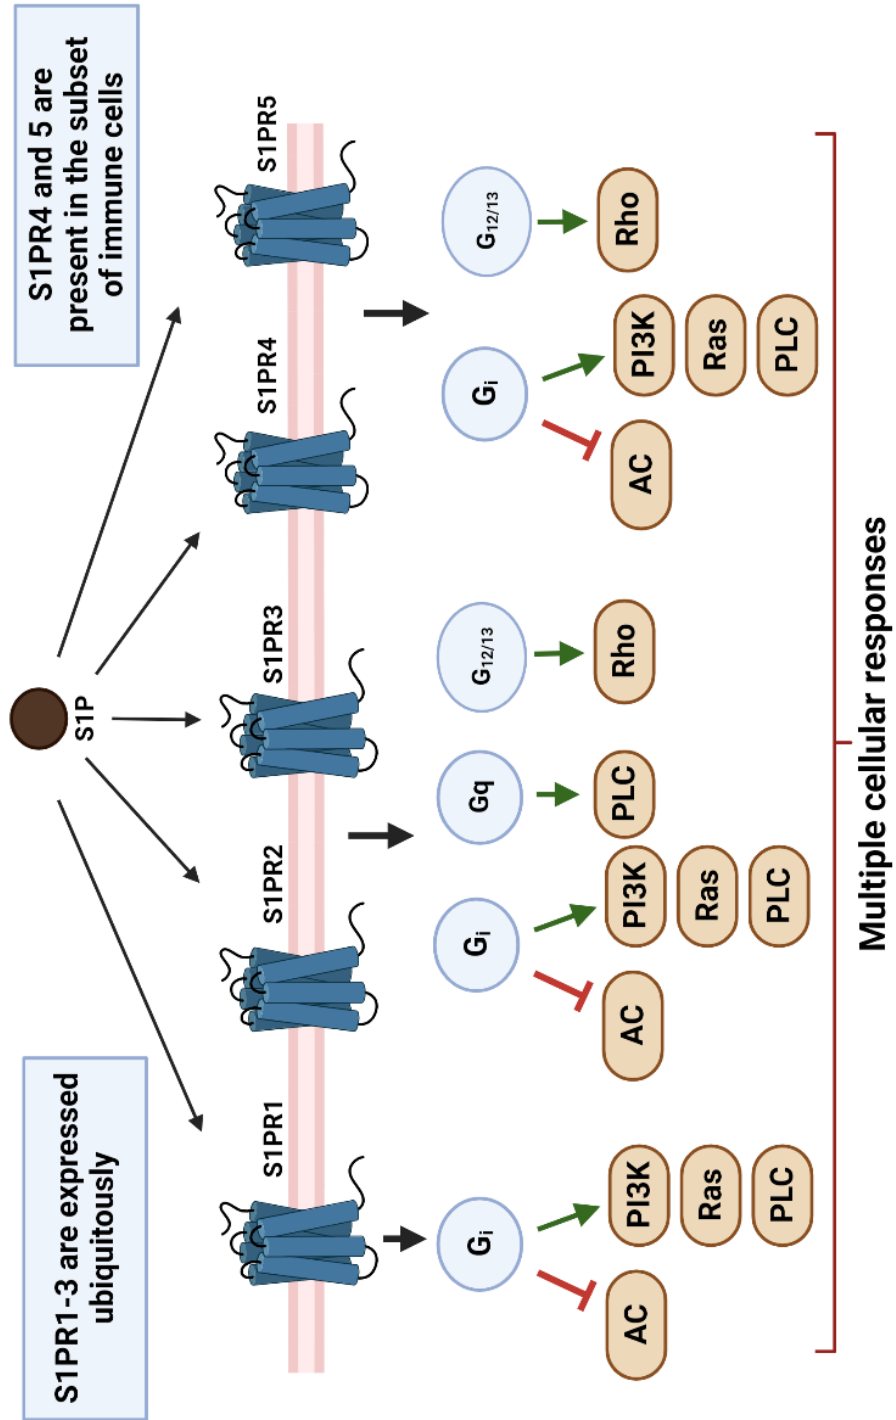 S1PR1-3 are expressed
ubiquitously
S1P
S1PR4 and 5 are
present in the subset
of immune cells
S1PR1
S1PR2
S1PR3
S1PR4
S1PR5
Gi
Gi
Gq
G12/13
Gi
G12/13
AC
PI3K
Ras
PLC
AC
PI3K
Ras
PLC
PLC
Rho
AC
PI3K
Ras
PLC
Rho
Multiple cellular responses